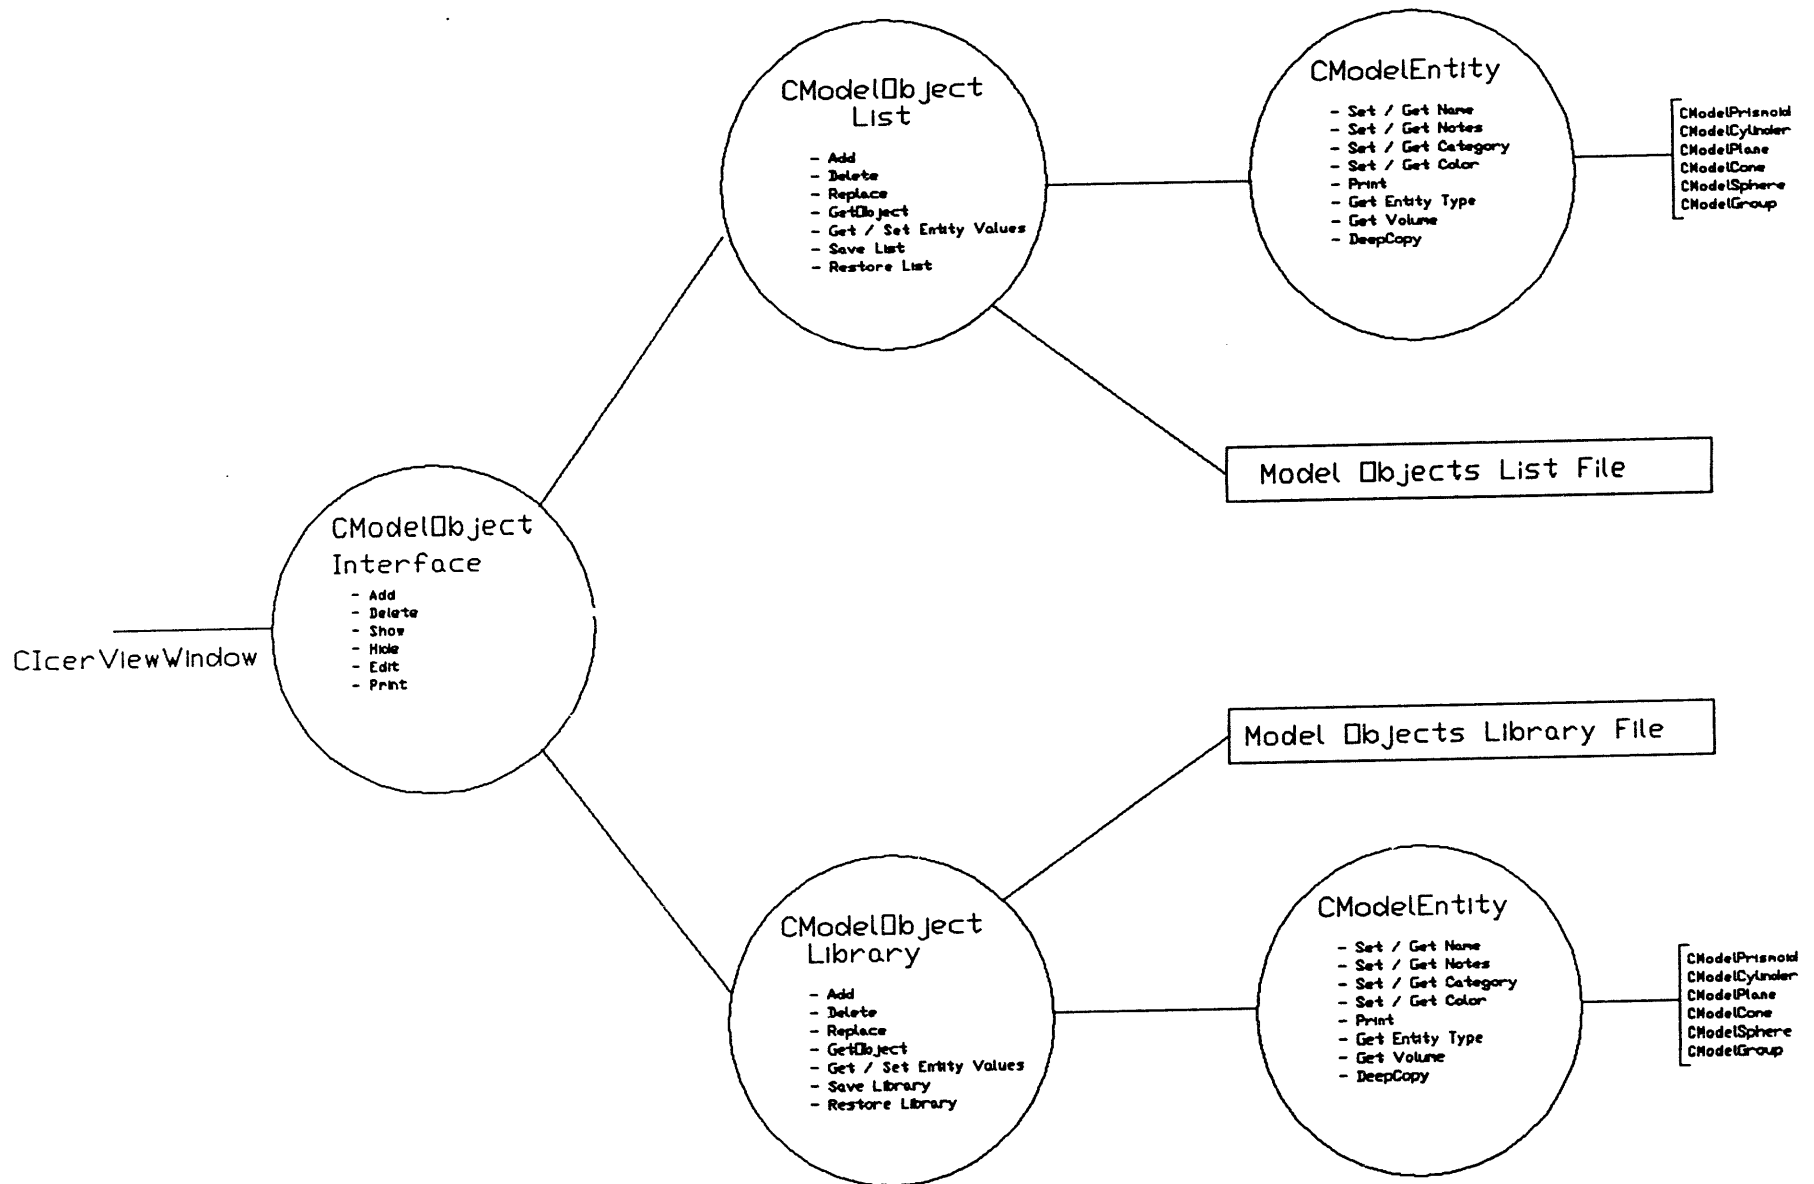 CIcerViewWindow
CModelObject
Interface
- Add
- Delete
- Show
- Hide
- Edit
- Print
CModelObject
List
- Add
- Delete
- Replace
- GetObject
- Get / Set Entity Values
- Save List
- Restore List
CModelEntity
- Set / Get Name
- Set / Get Notes
- Set / Get Category
- Set / Get Color
- Print
- Get Entity Type
- Get Volume
- DeepCopy
CModelPrismoid
CModelCylinder
CModelPlane
CModelCone
CModelSphere
CModelGroup
Model Objects List File
Model Objects Library File
CModelObject
Library
- Add
- Delete
- Replace
- GetObject
- Get / Set Entity Values
- Save Library
- Restore Library
CModelEntity
- Set / Get Name
- Set / Get Notes
- Set / Get Category
- Set / Get Color
- Print
- Get Entity Type
- Get Volume
- DeepCopy
CModelPrismoid
CModelCylinder
CModelPlane
CModelCone
CModelSphere
CModelGroup